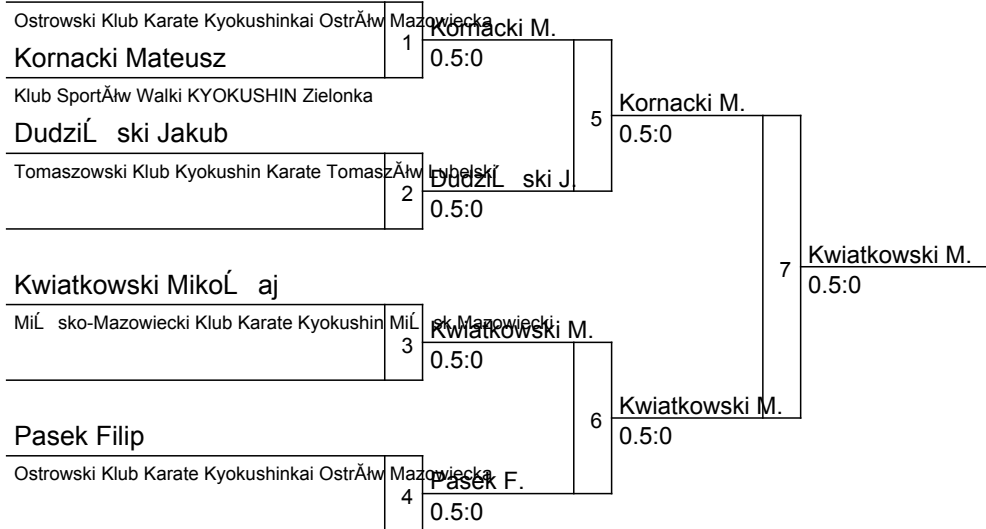 Ostrowski Klub Karate Kyokushinkai OstrĂłw Mazowiecka
1
Kornacki M.
0.5:0
Kornacki Mateusz
Klub SportĂłw Walki KYOKUSHIN Zielonka
5
Kornacki M.
0.5:0
DudziĹ ski Jakub
Tomaszowski Klub Kyokushin Karate TomaszĂłw Lubelski
2
DudziĹ ski J.
0.5:0
7
Kwiatkowski M.
0.5:0
Kwiatkowski MikoĹ aj
MiĹ sko-Mazowiecki Klub Karate Kyokushin MiĹ sk Mazowiecki
3
Kwiatkowski M.
0.5:0
6
Kwiatkowski M.
0.5:0
Pasek Filip
Ostrowski Klub Karate Kyokushinkai OstrĂłw Mazowiecka
4
Pasek F.
0.5:0